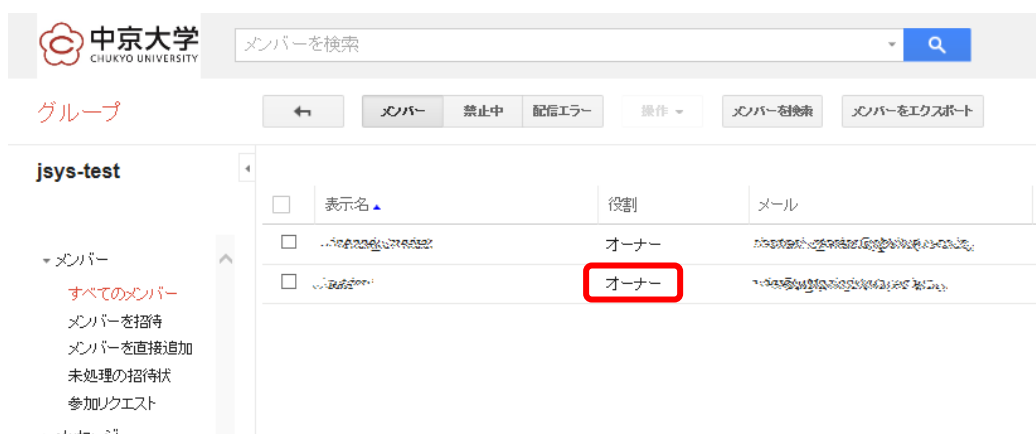 中京大学
CHUKYO UNIVERSITY
メンバーを検索
グループ
メンバー 禁止中 配信エラー 操作 メンバーを検索 メンバーをエクスポート
jsys-test
表示名 役割 メール
オーナー
オーナー
メンバー
すべてのメンバー
メンバーを招待
メンバーを直接追加
未処理の招待状
参加リクエスト